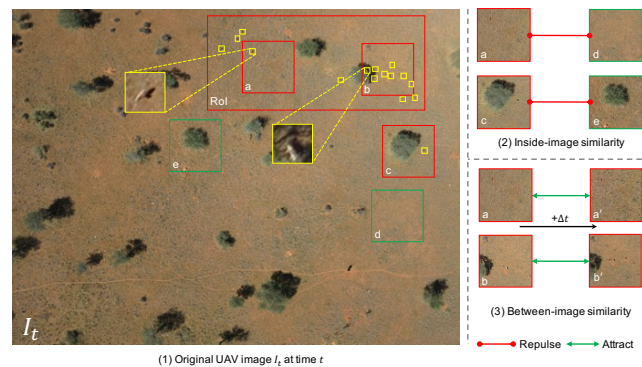 a
RoI
b
e
c
d
I_t
(1) Original UAV image I_t at time t
a
d
c
e
(2) Inside-image similarity
a
a'
+Δt
b
b'
(3) Between-image similarity
Repulse
Attract